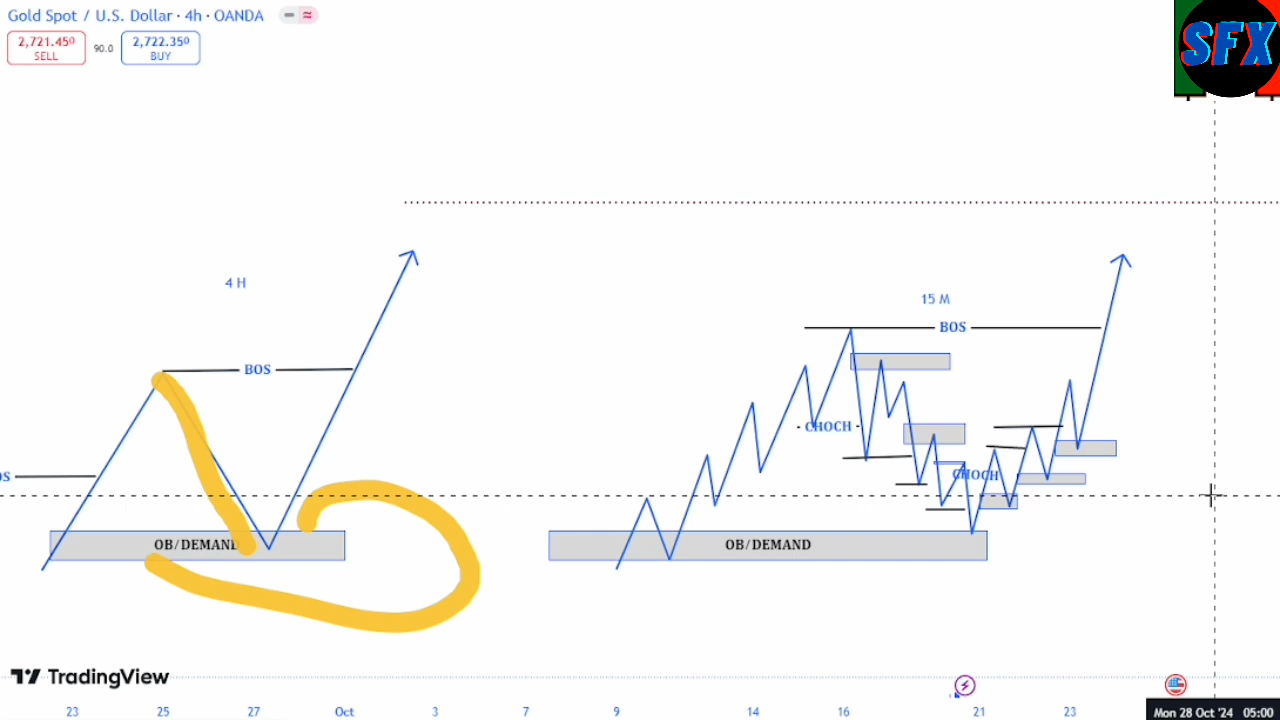 Gold Spot / U.S. Dollar · 4h · OANDA
2,721.450
SELL
90.0
2,722.350
BUY
SFX
4 H
15 M
BOS
BOS
CHOCH
OS
CHOCH
OB/DEMAND
OB/DEMAND
TradingView
23 25 27 Oct 3 7 9 14 16 21 23 Mon 28 Oct '24 05:00